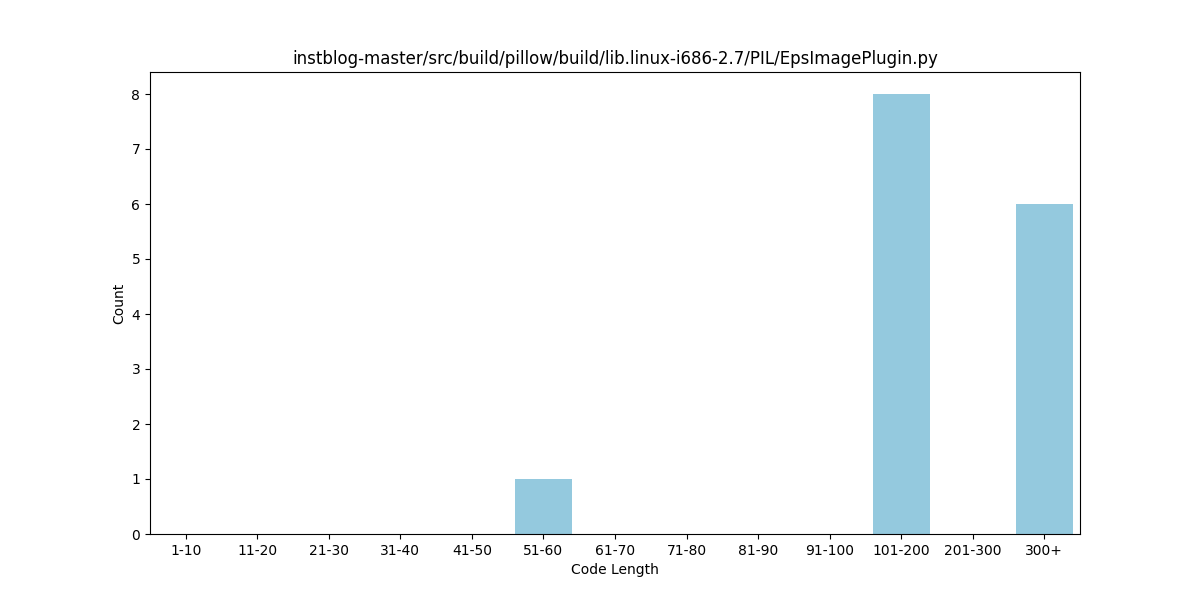 instblog-master/src/build/pillow/build/lib.linux-i686-2.7/PIL/EpsImagePlugin.py
Count
8
7
6
5
4
3
2
1
0
1-10 11-20 21-30 31-40 41-50 51-60 61-70 71-80 81-90 91-100 101-200 201-300 300+
Code Length